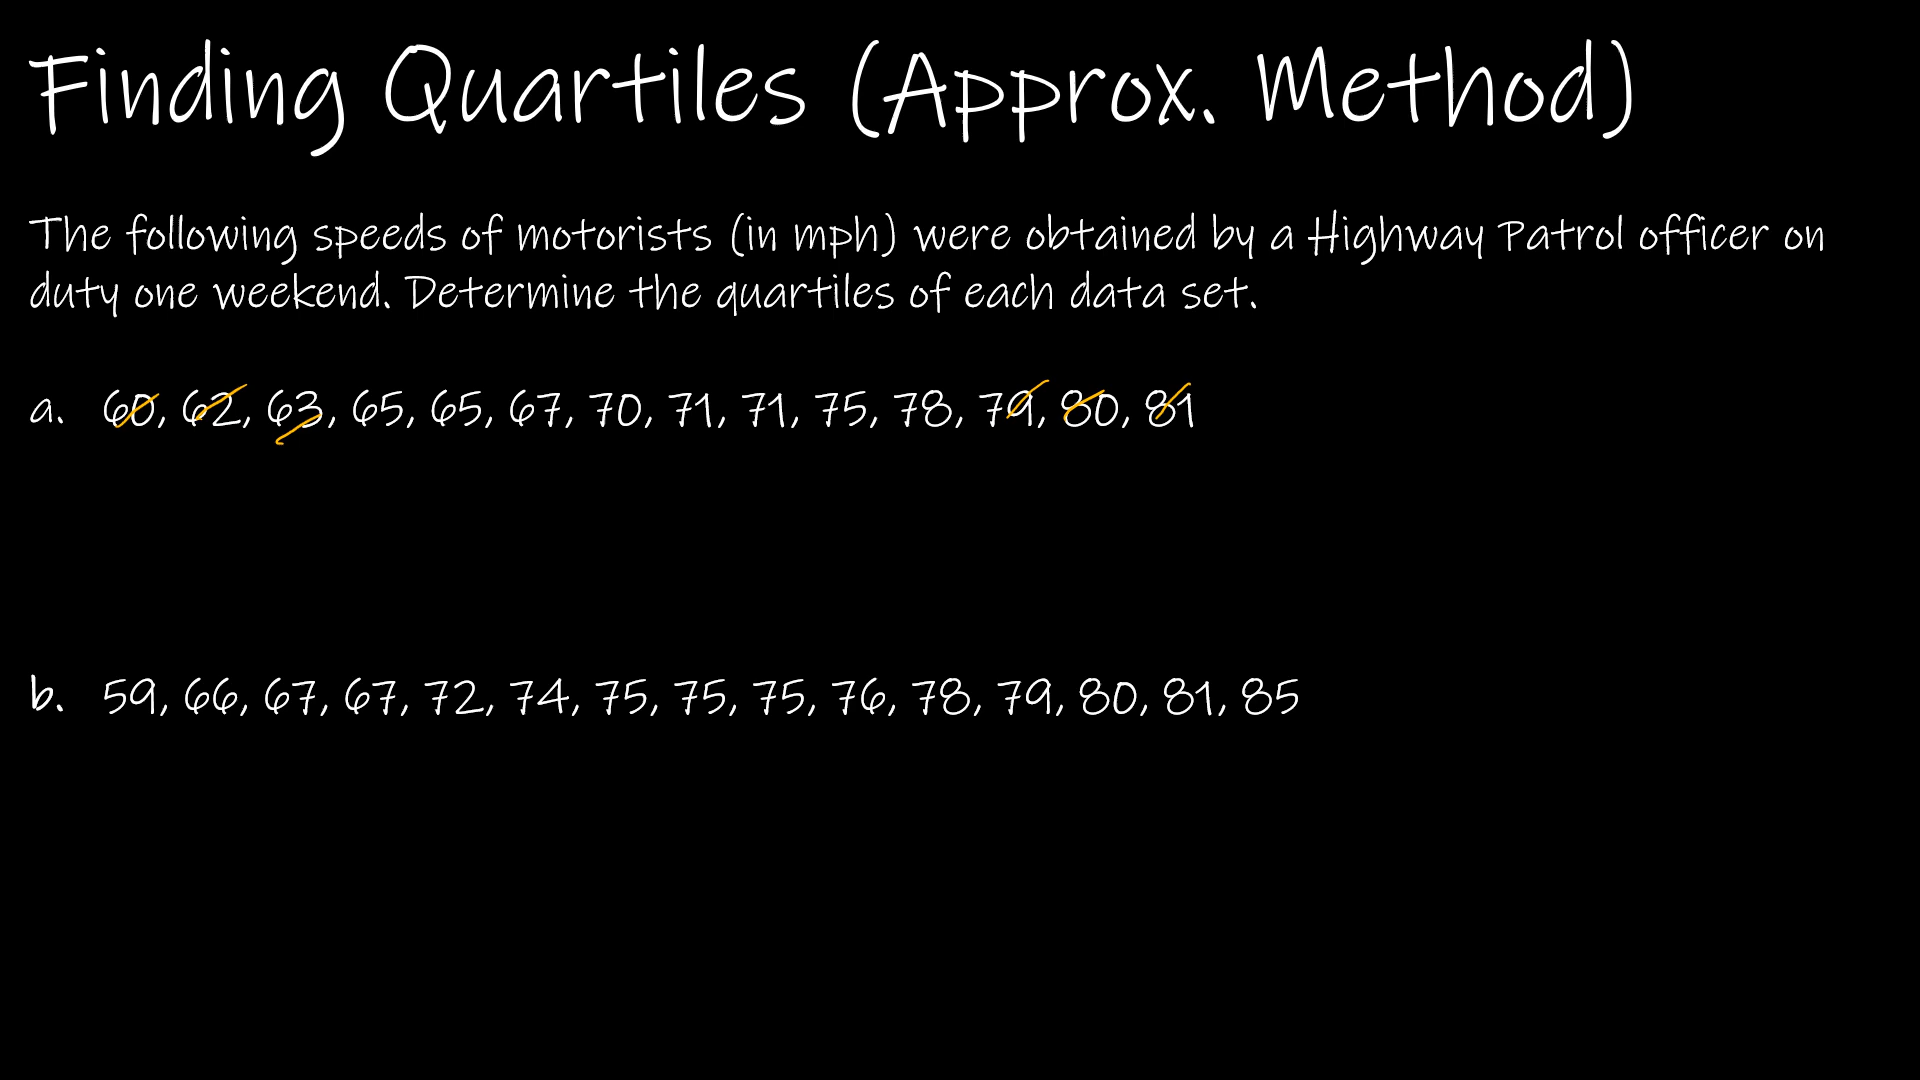 Finding Quartiles (Approx. Method)
The following speeds of motorists (in mph) were obtained by a Highway Patrol officer on
duty one weekend. Determine the quartiles of each data set.
a. 60, 62, 63, 65, 65, 67, 70, 71, 71, 75, 78, 79, 80, 81
b. 59, 66, 67, 67, 72, 74, 75, 75, 75, 76, 78, 79, 80, 81, 85